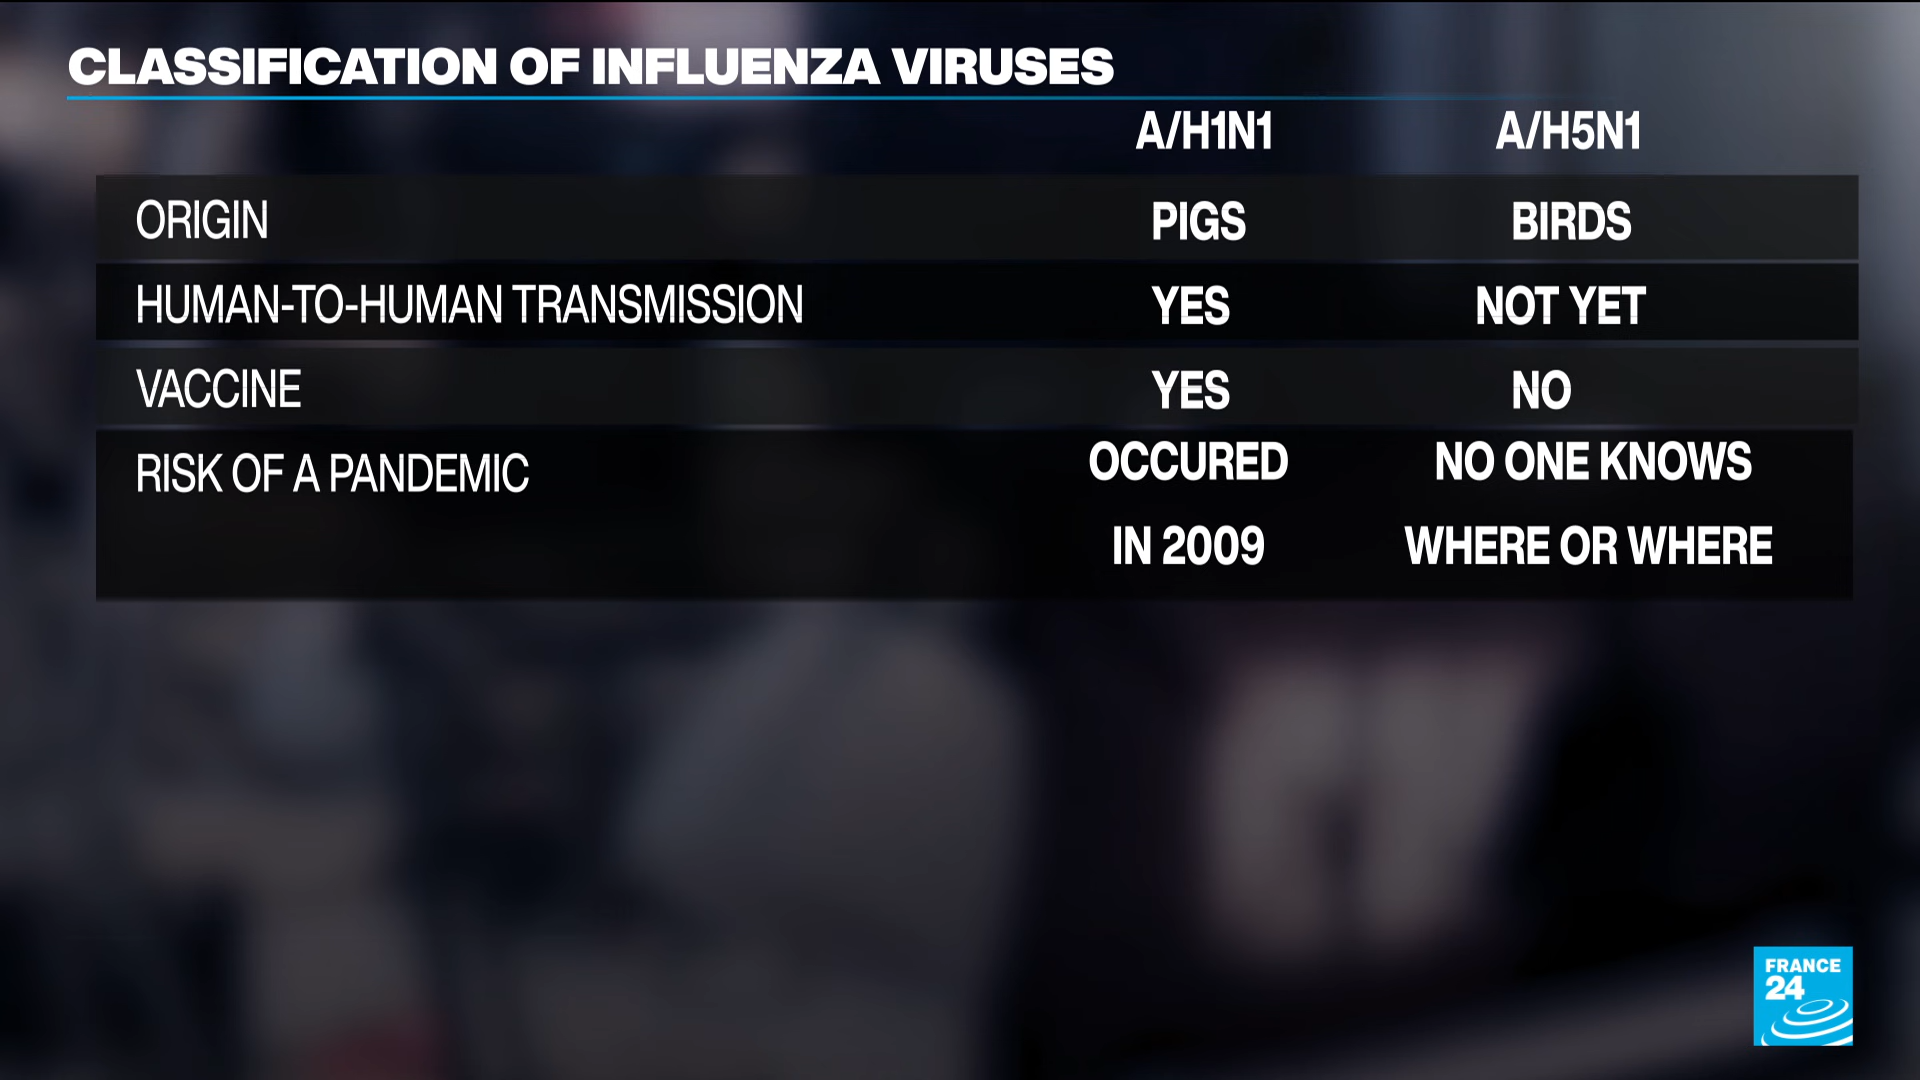 CLASSIFICATION OF INFLUENZA VIRUSES
A/H1N1 A/H5N1
ORIGIN PIGS BIRDS
HUMAN-TO-HUMAN TRANSMISSION YES NOT YET
VACCINE YES NO
RISK OF A PANDEMIC OCCURED NO ONE KNOWS
IN 2009 WHERE OR WHERE
FRANCE
24